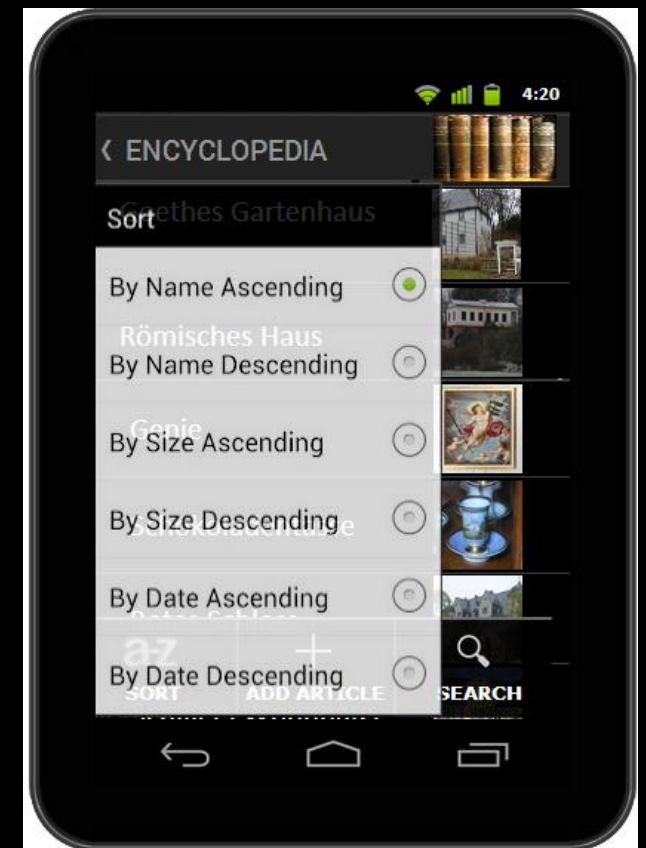 4:20
ENCYCLOPEDIA
Goethes Gartenhaus
Sort
By Name Ascending
Römisches Haus
By Name Descending
Genie
By Size Ascending
By Size Descending
Schokoladentasse
By Date Ascending
a-z
By Date Descending
SORT ADD ARTICLE SEARCH